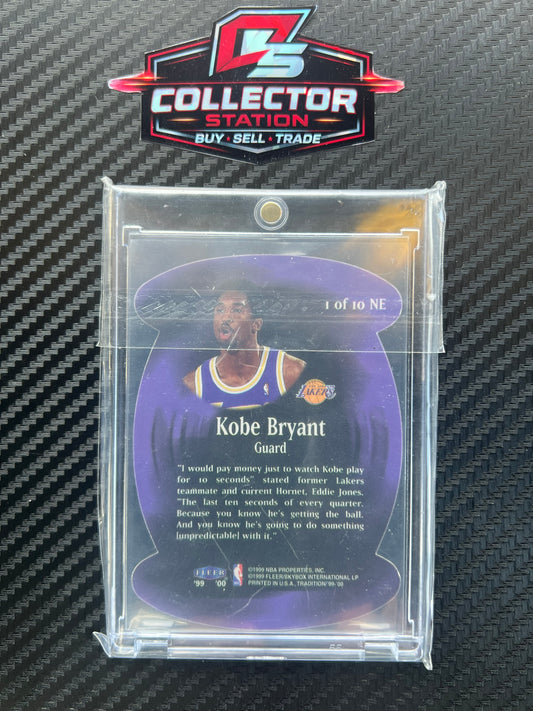 CS
COLLECTOR
STATION
BUY ★ SELL ★ TRADE
1 of 10 NE
LAKERS
Kobe Bryant
Guard
"I would pay money just to watch Kobe play
for 10 seconds" stated former Lakers
teammate and current Hornet, Eddie Jones.
"The last ten seconds of every quarter.
Because you know he's getting the ball.
And you know he's going to do something
[unpredictable] with it."
FLEER
'99 '00
©1999 NBA PROPERTIES, INC.
©1999 FLEER/SKYBOX INTERNATIONAL LP
PRINTED IN U.S.A. TRADITION '99-'00